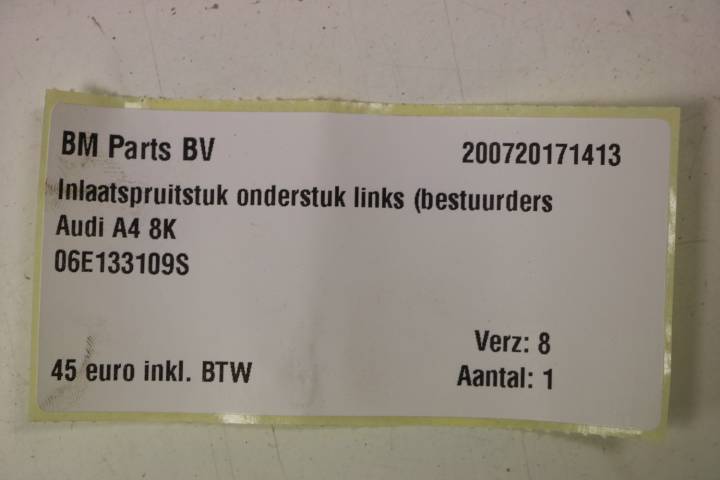 BM Parts BV 200720171413
Inlaatspruitstuk onderstuk links (bestuurders
Audi A4 8K
06E133109S
Verz: 8
45 euro inkl. BTW Aantal: 1